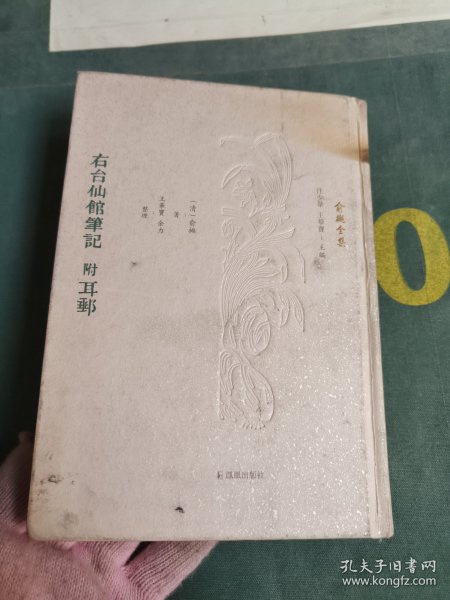 俞樾全集
汪少華 王華寶 主編
（清）俞樾
著
王華寶 余力
整理
右台仙館筆記 附 耳郵
鳳凰出版社
0
孔夫子旧书网
www.kongfz.com